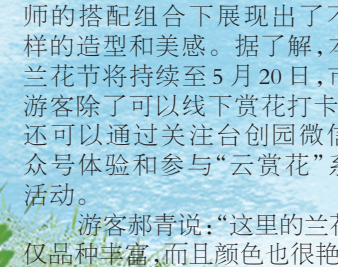 师的搭配组合下展现出了
样的造型和美感。据了解，
兰花节将持续至5月20日，
游客除了可以线下赏花打卡
还可以通过关注台创园微信
众号体验和参与“云赏花”
活动。
游客郝青说：“这里的兰花
仅品种丰富，而且颜色也很艳